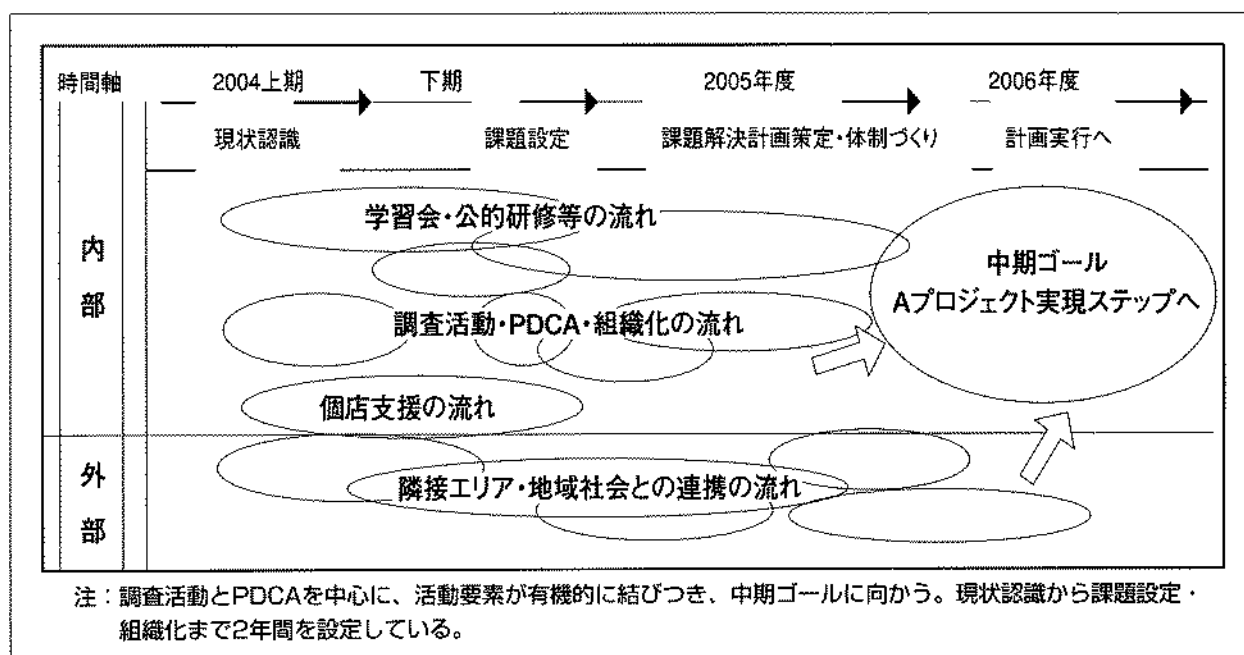 時間軸 2004上期 下期 2005年度 2006年度
現状認識 課題設定 課題解決計画策定・体制づくり 計画実行へ
内部
学習会・公的研修等の流れ
中期ゴール
Aプロジェクト実現ステップへ
調査活動・PDCA・組織化の流れ
個店支援の流れ
外部
隣接エリア・地域社会との連携の流れ
注：調査活動とPDCAを中心に、活動要素が有機的に結びつき、中期ゴールに向かう。現状認識から課題設定・
組織化まで2年間を設定している。